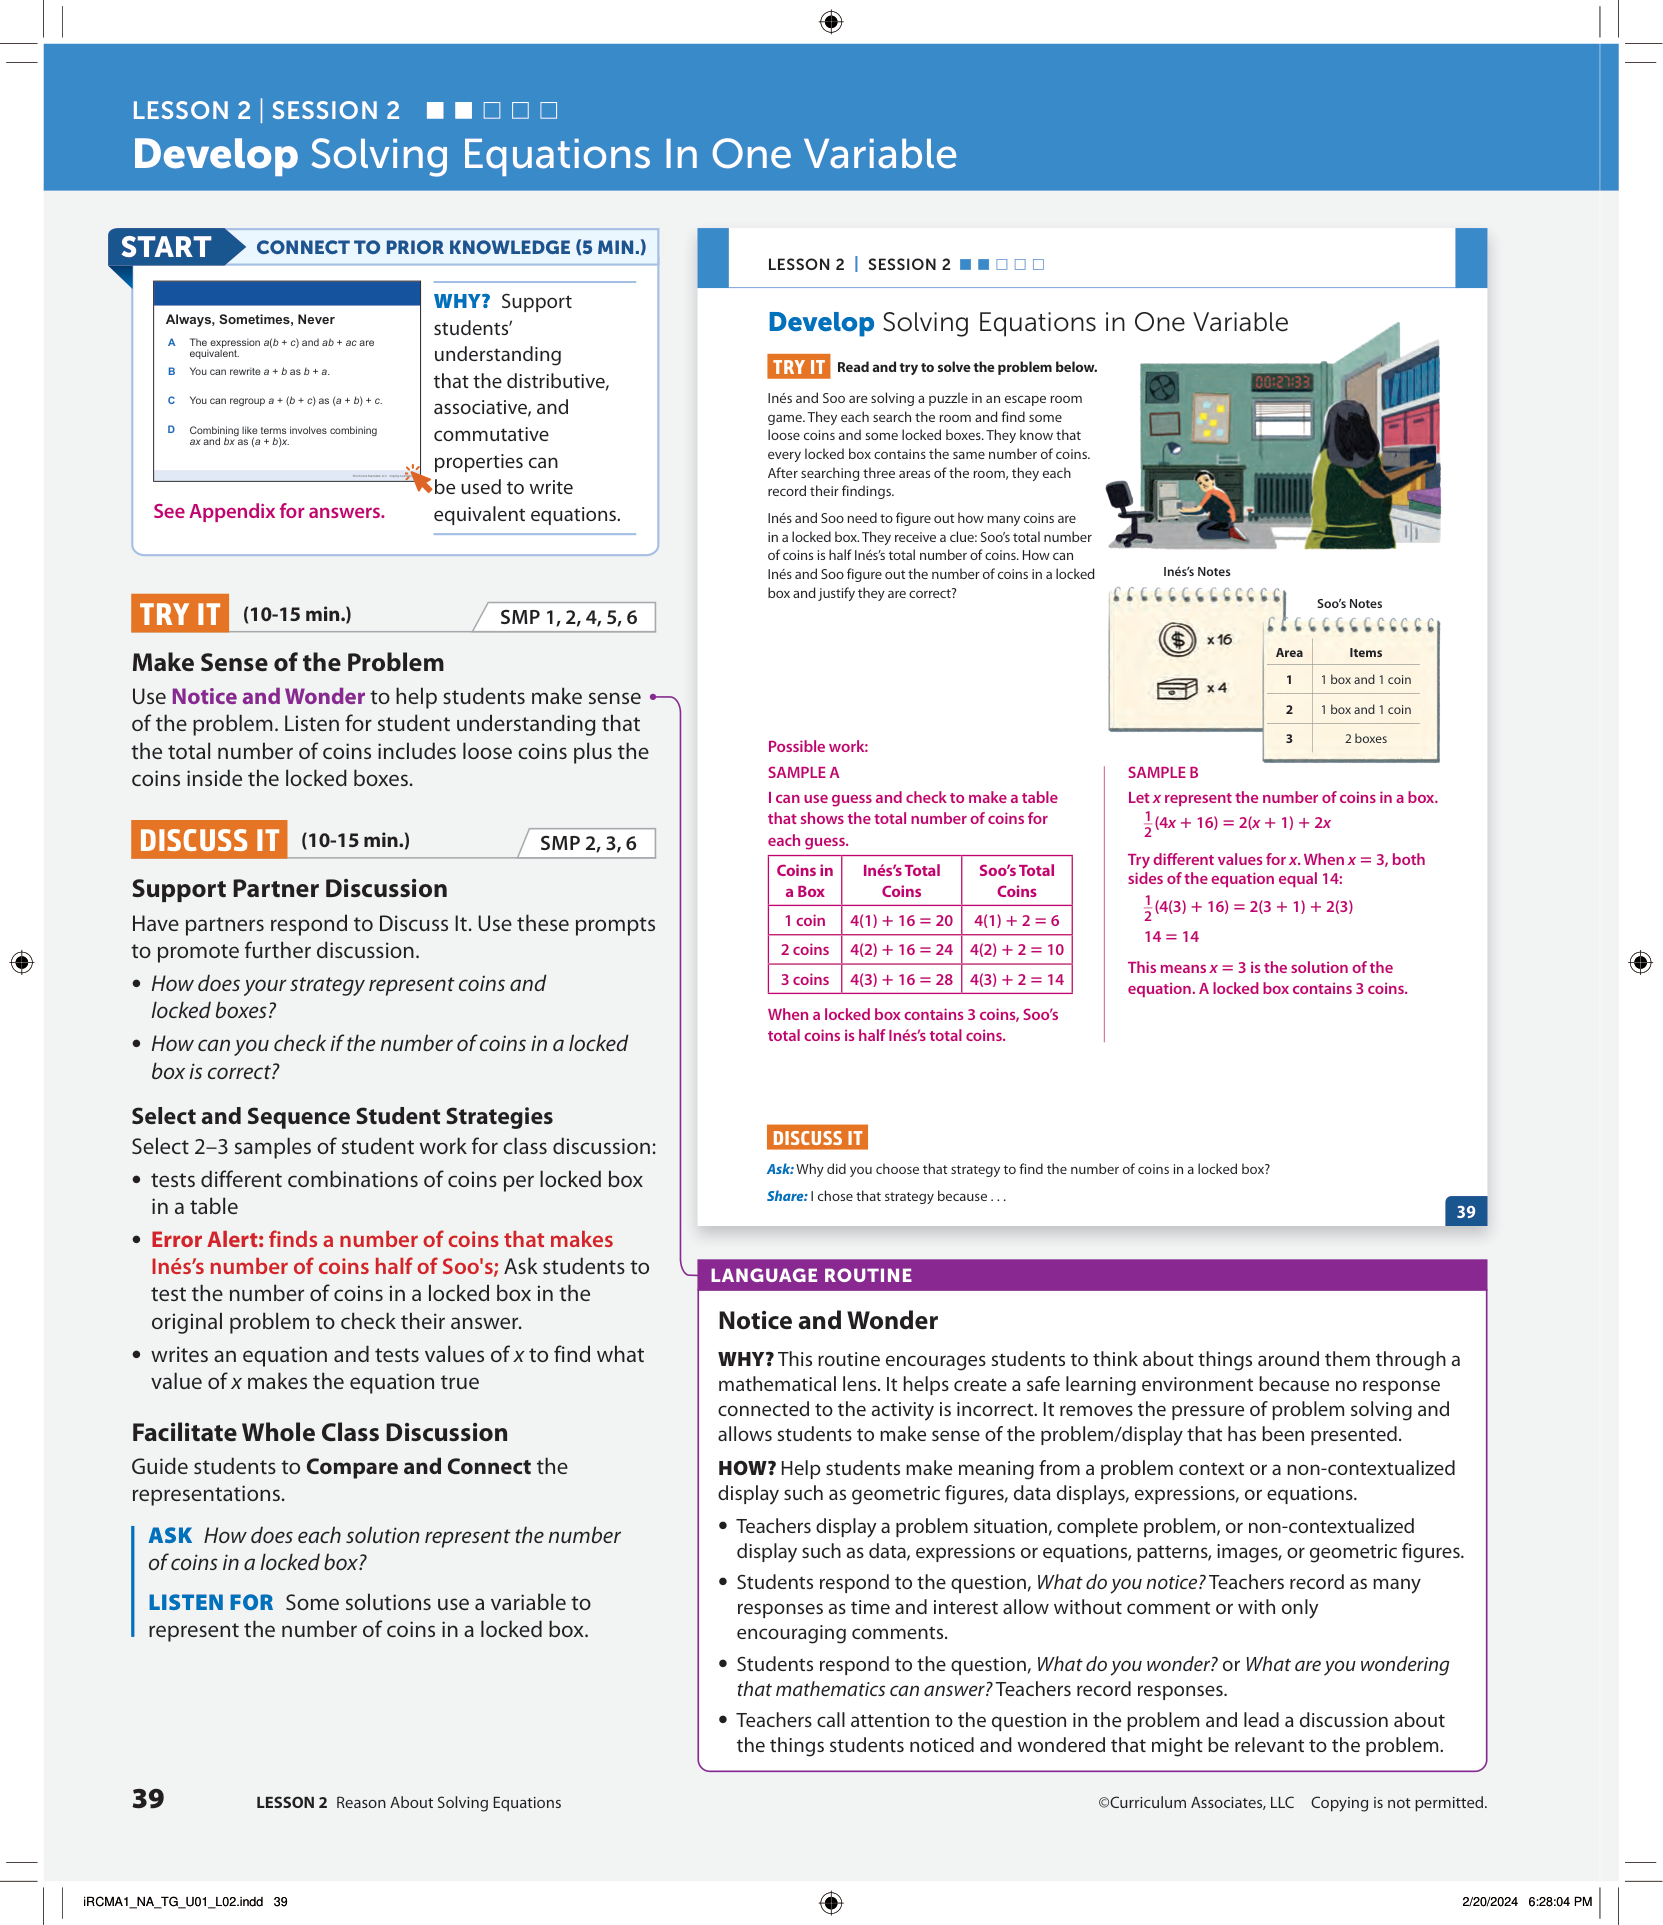 LESSON 2 | SESSION 2
Develop Solving Equations In One Variable
START
CONNECT TO PRIOR KNOWLEDGE (5 MIN.)
Always, Sometimes, Never
A The expression a(b + c) and ab + ac are
equivalent.
B You can rewrite a + b as b + a.
C You can regroup a + (b + c) as (a + b) + c.
D Combining like terms involves combining
ax and bx as (a + b)x.
See Appendix for answers.
WHY? Support
students’
understanding
that the distributive,
associative, and
commutative
properties can
be used to write
equivalent equations.
TRY IT (10-15 min.)
SMP 1, 2, 4, 5, 6
Make Sense of the Problem
Use Notice and Wonder to help students make sense
of the problem. Listen for student understanding that
the total number of coins includes loose coins plus the
coins inside the locked boxes.
DISCUSS IT (10-15 min.)
SMP 2, 3, 6
Support Partner Discussion
Have partners respond to Discuss It. Use these prompts
to promote further discussion.
• How does your strategy represent coins and
locked boxes?
• How can you check if the number of coins in a locked
box is correct?
Select and Sequence Student Strategies
Select 2–3 samples of student work for class discussion:
• tests different combinations of coins per locked box
in a table
• Error Alert: finds a number of coins that makes
Inés’s number of coins half of Soo's; Ask students to
test the number of coins in a locked box in the
original problem to check their answer.
• writes an equation and tests values of x to find what
value of x makes the equation true
Facilitate Whole Class Discussion
Guide students to Compare and Connect the
representations.
ASK How does each solution represent the number
of coins in a locked box?
LISTEN FOR Some solutions use a variable to
represent the number of coins in a locked box.
LESSON 2 | SESSION 2
Develop Solving Equations in One Variable
TRY IT Read and try to solve the problem below.
Inés and Soo are solving a puzzle in an escape room
game. They each search the room and find some
loose coins and some locked boxes. They know that
every locked box contains the same number of coins.
After searching three areas of the room, they each
record their findings.
Inés and Soo need to figure out how many coins are
in a locked box. They receive a clue: Soo’s total number
of coins is half Inés’s total number of coins. How can
Inés and Soo figure out the number of coins in a locked
box and justify they are correct?
00:27:33
Inés’s Notes
$ x 16
x 4
Soo’s Notes
Area Items
1 1 box and 1 coin
2 1 box and 1 coin
3 2 boxes
Possible work:
SAMPLE A
I can use guess and check to make a table
that shows the total number of coins for
each guess.
Coins in a Box Inés’s Total Coins Soo’s Total Coins
1 coin 4(1) + 16 = 20 4(1) + 2 = 6
2 coins 4(2) + 16 = 24 4(2) + 2 = 10
3 coins 4(3) + 16 = 28 4(3) + 2 = 14
When a locked box contains 3 coins, Soo’s
total coins is half Inés’s total coins.
SAMPLE B
Let x represent the number of coins in a box.
1/2(4x + 16) = 2(x + 1) + 2x
Try different values for x. When x = 3, both
sides of the equation equal 14:
1/2(4(3) + 16) = 2(3 + 1) + 2(3)
14 = 14
This means x = 3 is the solution of the
equation. A locked box contains 3 coins.
DISCUSS IT
Ask: Why did you choose that strategy to find the number of coins in a locked box?
Share: I chose that strategy because . . .
39
LANGUAGE ROUTINE
Notice and Wonder
WHY? This routine encourages students to think about things around them through a
mathematical lens. It helps create a safe learning environment because no response
connected to the activity is incorrect. It removes the pressure of problem solving and
allows students to make sense of the problem/display that has been presented.
HOW? Help students make meaning from a problem context or a non-contextualized
display such as geometric figures, data displays, expressions, or equations.
• Teachers display a problem situation, complete problem, or non-contextualized
display such as data, expressions or equations, patterns, images, or geometric figures.
• Students respond to the question, What do you notice? Teachers record as many
responses as time and interest allow without comment or with only
encouraging comments.
• Students respond to the question, What do you wonder? or What are you wondering
that mathematics can answer? Teachers record responses.
• Teachers call attention to the question in the problem and lead a discussion about
the things students noticed and wondered that might be relevant to the problem.
39
LESSON 2 Reason About Solving Equations
©Curriculum Associates, LLC Copying is not permitted.
iRCMA1_NA_TG_U01_L02.indd 39
2/20/2024 6:28:04 PM